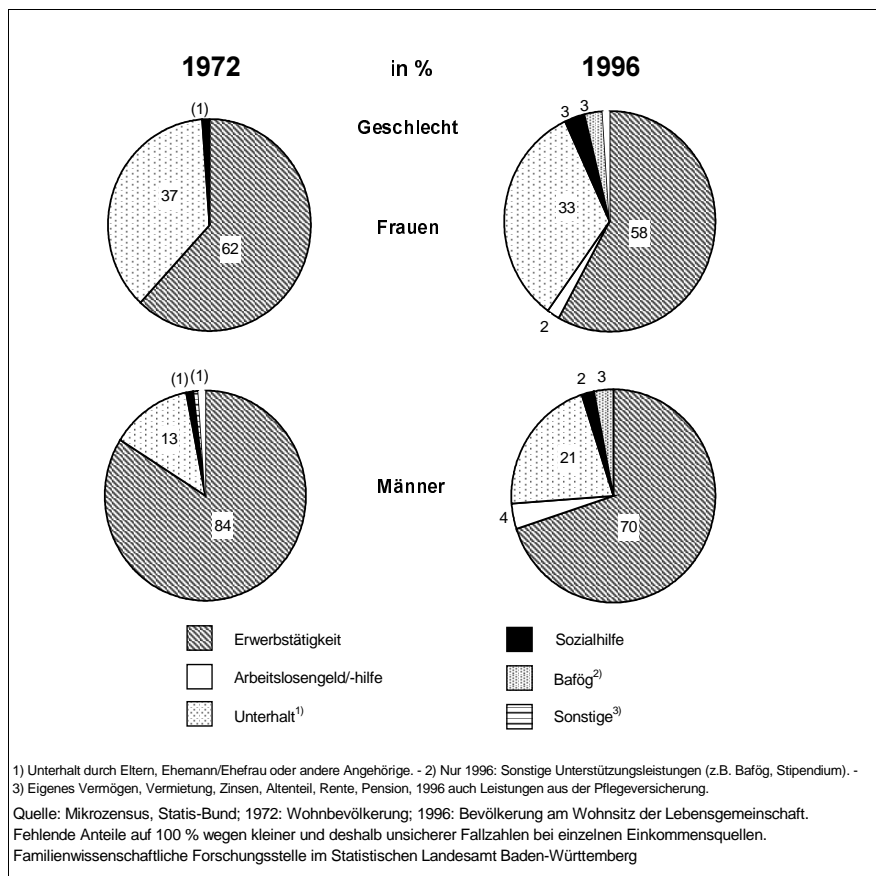 1972 in % 1996
Geschlecht
(1)
37
62
3 3
33
58
2
Frauen
(1) (1)
13
84
2 3
21
4
70
Männer
Erwerbstätigkeit
Arbeitslosengeld/-hilfe
Unterhalt1)
Sozialhilfe
Bafög2)
Sonstige3)
1) Unterhalt durch Eltern, Ehemann/Ehefrau oder andere Angehörige. - 2) Nur 1996: Sonstige Unterstützungsleistungen (z.B. Bafög, Stipendium). -
3) Eigenes Vermögen, Vermietung, Zinsen, Altenteil, Rente, Pension, 1996 auch Leistungen aus der Pflegeversicherung.
Quelle: Mikrozensus, Statis-Bund; 1972: Wohnbevölkerung; 1996: Bevölkerung am Wohnsitz der Lebensgemeinschaft.
Fehlende Anteile auf 100 % wegen kleiner und deshalb unsicherer Fallzahlen bei einzelnen Einkommensquellen.
Familienwissenschaftliche Forschungsstelle im Statistischen Landesamt Baden-Württemberg